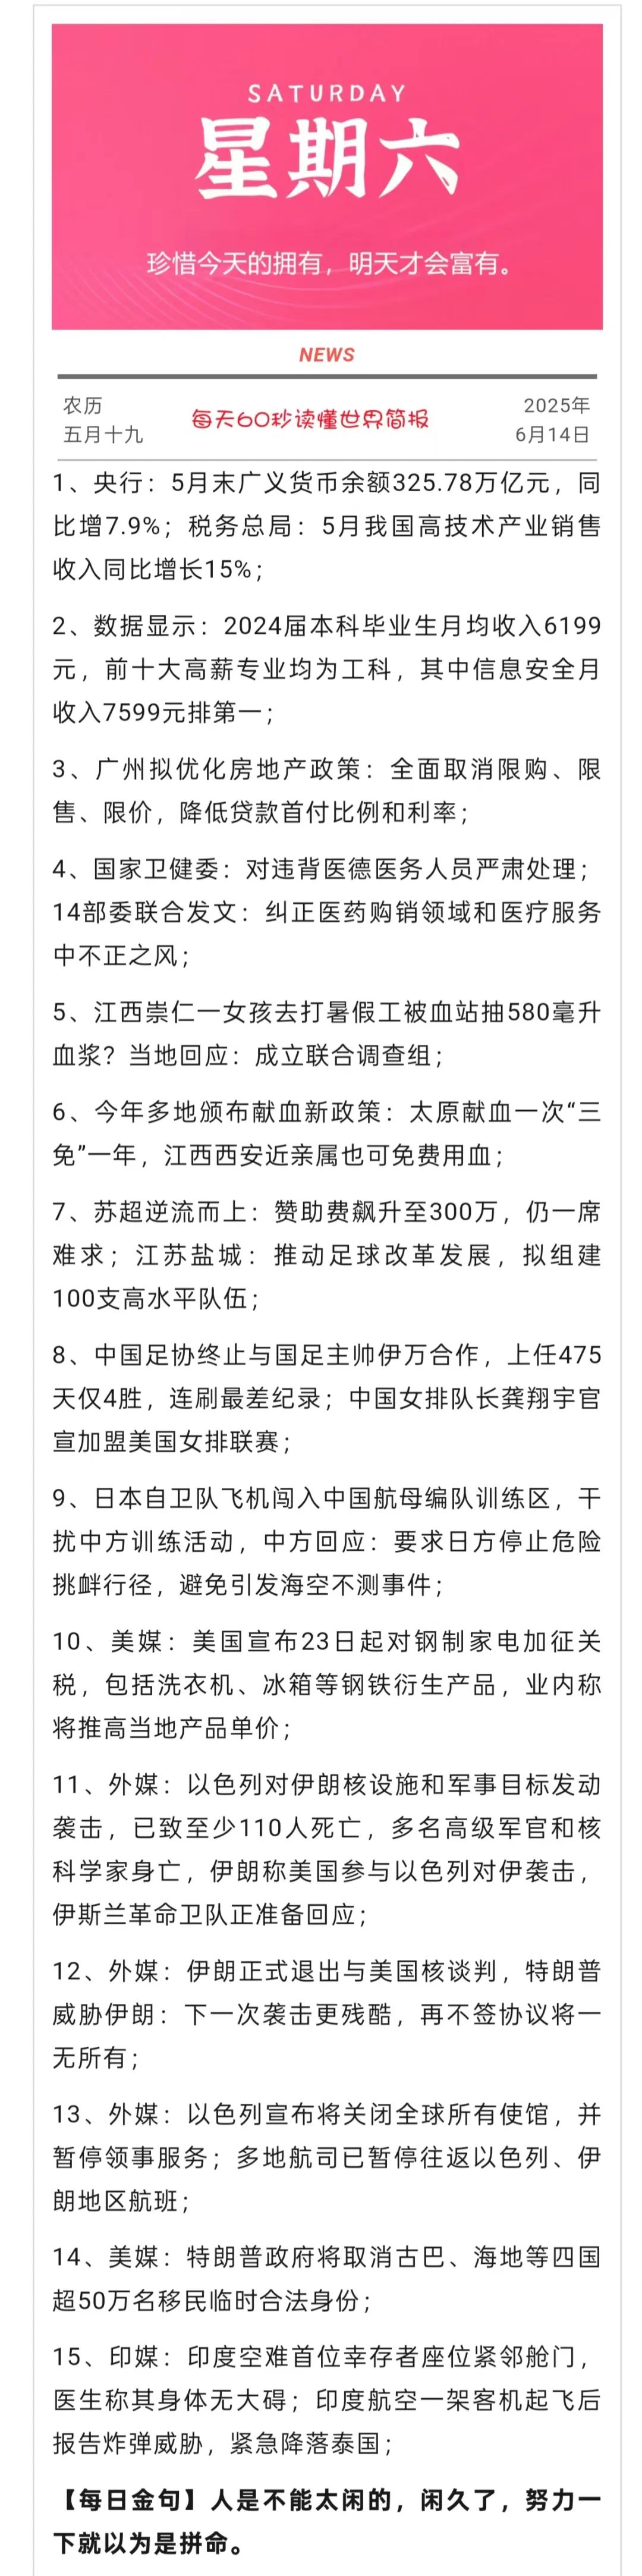 SATURDAY
星期六
珍惜今天的拥有，明天才会富有。
NEWS
农历
五月十九
每天60秒读懂世界简报
2025年
6月14日
1、央行：5月末广义货币余额325.78万亿元，同
比增7.9%；税务总局：5月我国高技术产业销售
收入同比增长15%；
2、数据显示：2024届本科毕业生月均收入6199
元，前十大高薪专业均为工科，其中信息安全月
收入7599元排第一；
3、广州拟优化房地产政策：全面取消限购、限
售、限价，降低贷款首付比例和利率；
4、国家卫健委：对违背医德医务人员严肃处理；
14部委联合发文：纠正医药购销领域和医疗服务
中不正之风；
5、江西崇仁一女孩去打暑假工被血站抽580毫升
血浆？当地回应：成立联合调查组；
6、今年多地颁布献血新政策：太原献血一次“三
免”一年，江西西安近亲属也可免费用血；
7、苏超逆流而上：赞助费飙升至300万，仍一席
难求；江苏盐城：推动足球改革发展，拟组建
100支高水平队伍；
8、中国足协终止与国足主帅伊万合作，上任475
天仅4胜，连刷最差纪录；中国女排队长龚翔宇官
宣加盟美国女排联赛；
9、日本自卫队飞机闯入中国航母编队训练区，干
扰中方训练活动，中方回应：要求日方停止危险
挑衅行径，避免引发海空不测事件；
10、美媒：美国宣布23日起对钢制家电加征关
税，包括洗衣机、冰箱等钢铁衍生产品，业内称
将推高当地产品单价；
11、外媒：以色列对伊朗核设施和军事目标发动
袭击，已致至少110人死亡，多名高级军官和核
科学家身亡，伊朗称美国参与以色列对伊袭击，
伊斯兰革命卫队正准备回应；
12、外媒：伊朗正式退出与美国核谈判，特朗普
威胁伊朗：下一次袭击更残酷，再不签协议将一
无所有；
13、外媒：以色列宣布将关闭全球所有使馆，并
暂停领事服务；多地航司已暂停往返以色列、伊
朗地区航班；
14、美媒：特朗普政府将取消古巴、海地等四国
超50万名移民临时合法身份；
15、印媒：印度空难首位幸存者座位紧邻舱门，
医生称其身体无大碍；印度航空一架客机起飞后
报告炸弹威胁，紧急降落泰国；
【每日金句】人是不能太闲的，闲久了，努力一
下就以为是拼命。